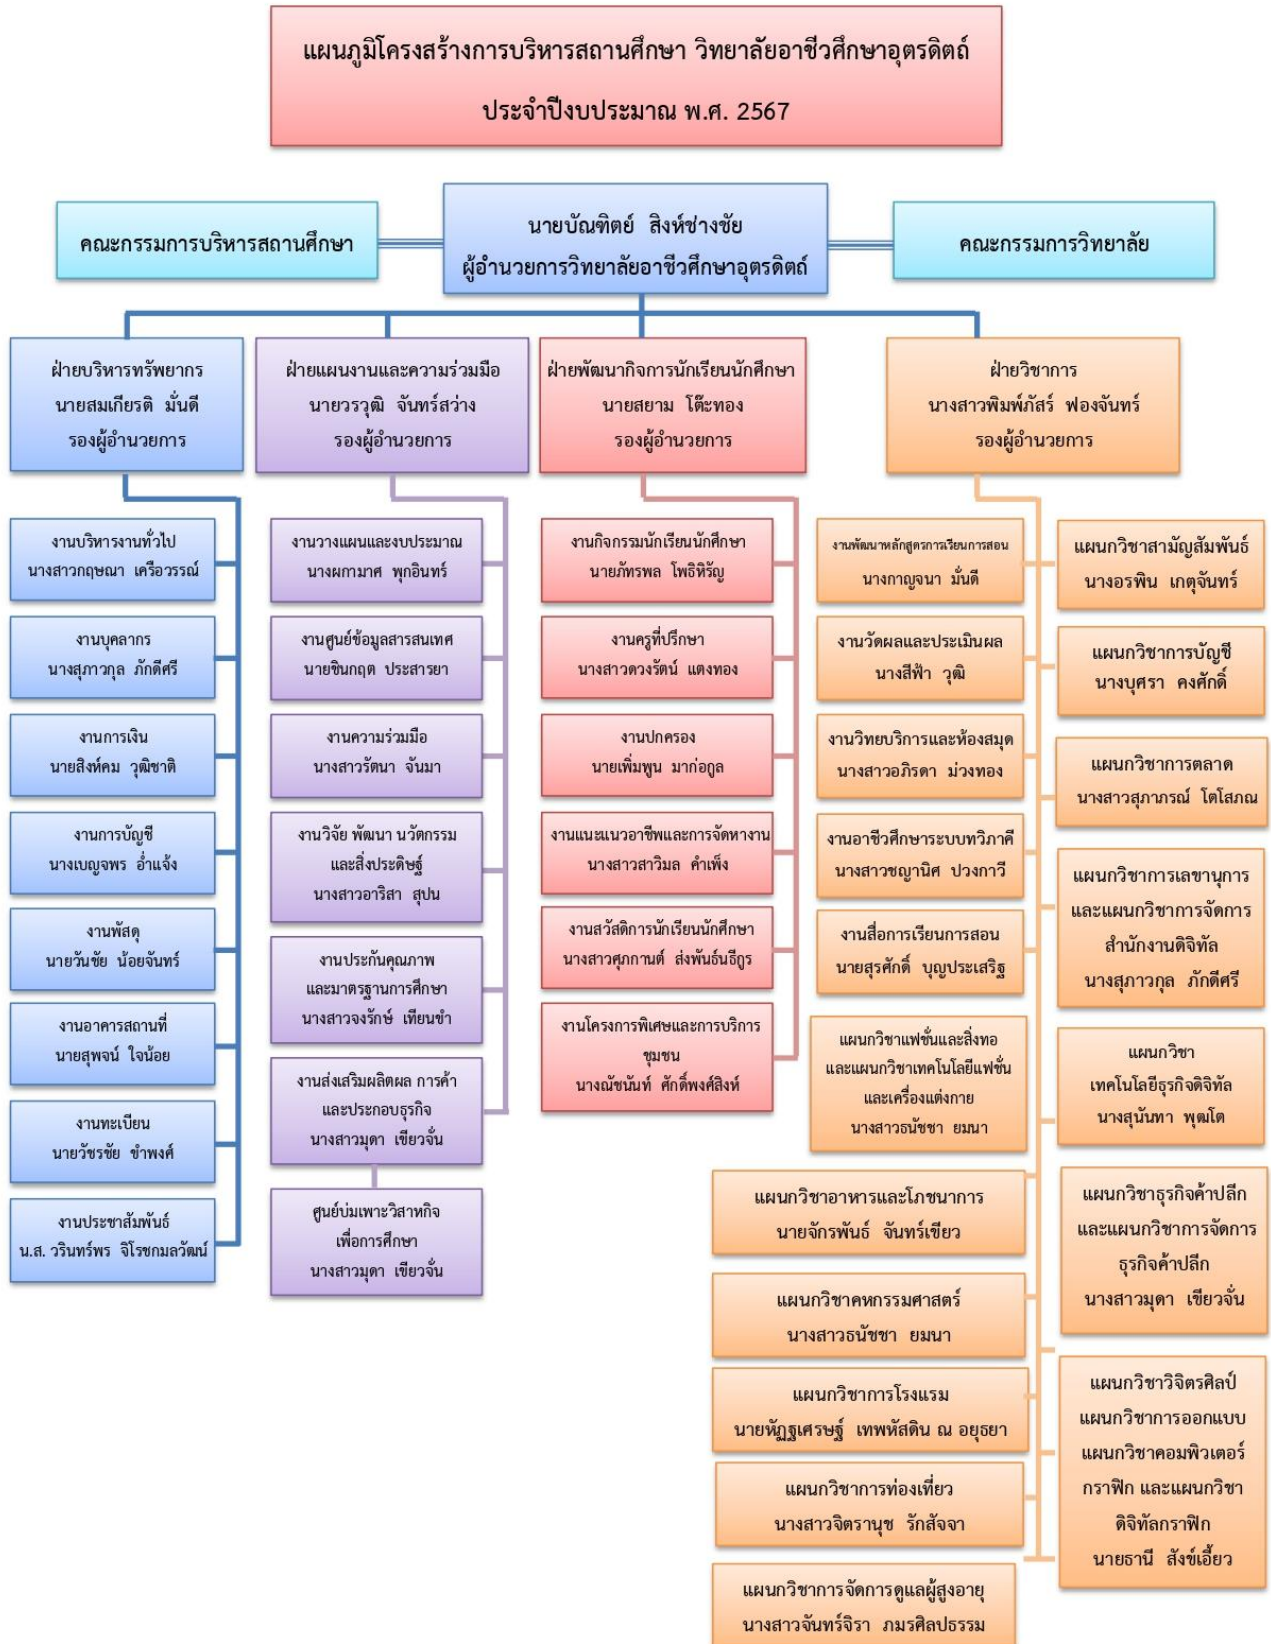 แผนภูมิโครงสร้างการบริหารสถานศึกษา วิทยาลัยอาชีวศึกษาอุตรดิตถ์
ประจำปีงบประมาณ พ.ศ. 2567
คณะกรรมการบริหารสถานศึกษา
นายบัณฑิตย์ สิงห์ช่างชัย
ผู้อำนวยการวิทยาลัยอาชีวศึกษาอุตรดิตถ์
คณะกรรมการวิทยาลัย
ฝ่ายบริหารทรัพยากร
นายสมเกียรติ มั่นดี
รองผู้อำนวยการ
ฝ่ายแผนงานและความร่วมมือ
นายวรวุฒิ จันทร์สว่าง
รองผู้อำนวยการ
ฝ่ายพัฒนากิจการนักเรียนนักศึกษา
นายสยาม โต๊ะทอง
รองผู้อำนวยการ
ฝ่ายวิชาการ
นางสาวพิมพ์ภัสร์ ฟองจันทร์
รองผู้อำนวยการ
งานบริหารงานทั่วไป
นางสาวกฤษณา เครือวรรณ์
งานบุคลากร
นางสุภาวกุล ภักดีศรี
งานการเงิน
นายสิงห์คม วุฒิชาติ
งานการบัญชี
นางเบญจพร อ่ำแจ้ง
งานพัสดุ
นายวันชัย น้อยจันทร์
งานอาคารสถานที่
นายสุพจน์ ใจน้อย
งานทะเบียน
นายวัชรชัย ขำพงศ์
งานประชาสัมพันธ์
น.ส. วรินทร์พร จิโรชกมลวัฒน์
งานวางแผนและงบประมาณ
นางผกามาศ พุกอินทร์
งานศูนย์ข้อมูลสารสนเทศ
นายชินกฤต ประสารยา
งานความร่วมมือ
นางสาวรัตนา จันมา
งานวิจัย พัฒนา นวัตกรรม
และสิ่งประดิษฐ์
นางสาวอาริสา สุปน
งานประกันคุณภาพ
และมาตรฐานการศึกษา
นางสาวจงรักษ์ เทียนขำ
งานส่งเสริมผลิตผล การค้า
และประกอบธุรกิจ
นางสาวมุดา เขียวจั่น
ศูนย์บ่มเพาะวิสาหกิจ
เพื่อการศึกษา
นางสาวมุดา เขียวจั่น
งานกิจกรรมนักเรียนนักศึกษา
นายภัทรพล โพธิหิรัญ
งานครูที่ปรึกษา
นางสาวดวงรัตน์ แตงทอง
งานปกครอง
นายเพิ่มพูน มาก่อกูล
งานแนะแนวอาชีพและการจัดหางาน
นางสาวสาวิมล คำเพ็ง
งานสวัสดิการนักเรียนนักศึกษา
นางสาวศุภกานต์ ส่งพันธ์นธีกูร
งานโครงการพิเศษและการบริการ
ชุมชน
นางณัชนันท์ ศักดิ์พงศ์สิงห์
งานพัฒนาหลักสูตรการเรียนการสอน
นางกาญจนา มั่นดี
งานวัดผลและประเมินผล
นางสีฟ้า วุฒิ
งานวิทยบริการและห้องสมุด
นางสาวอภิรดา ม่วงทอง
งานอาชีวศึกษาระบบทวิภาคี
นางสาวชญานิศ ปวงกาวี
งานสื่อการเรียนการสอน
นายสุรศักดิ์ บุญประเสริฐ
แผนกวิชาแฟชั่นและสิ่งทอ
และแผนกวิชาเทคโนโลยีแฟชั่น
และเครื่องแต่งกาย
นางสาวธนัชชา ยมนา
แผนกวิชาอาหารและโภชนาการ
นายจักรพันธ์ จันทร์เขียว
แผนกวิชาคหกรรมศาสตร์
นางสาวธนัชชา ยมนา
แผนกวิชาการโรงแรม
นายหัฏฐเศรษฐ์ เทพหัสดิน ณ อยุธยา
แผนกวิชาการท่องเที่ยว
นางสาวจิตรานุช รักสัจจา
แผนกวิชาการจัดการดูแลผู้สูงอายุ
นางสาวจันทร์จิรา ภมรศิลปธรรม
แผนกวิชาสามัญสัมพันธ์
นางอรพิน เกตุจันทร์
แผนกวิชาการบัญชี
นางบุศรา คงศักดิ์
แผนกวิชาการตลาด
นางสาวสุภาภรณ์ โตโสภณ
แผนกวิชาการเลขานุการ
และแผนกวิชาการจัดการ
สำนักงานดิจิทัล
นางสุภาวกุล ภักดีศรี
แผนกวิชา
เทคโนโลยีธุรกิจดิจิทัล
นางสุนันทา พุฒโต
แผนกวิชาธุรกิจค้าปลีก
และแผนกวิชาการจัดการ
ธุรกิจค้าปลีก
นางสาวมุดา เขียวจั่น
แผนกวิชาวิจิตรศิลป์
แผนกวิชาการออกแบบ
แผนกวิชาคอมพิวเตอร์
กราฟิก และแผนกวิชา
ดิจิทัลกราฟิก
นายธานี สังข์เอี้ยว